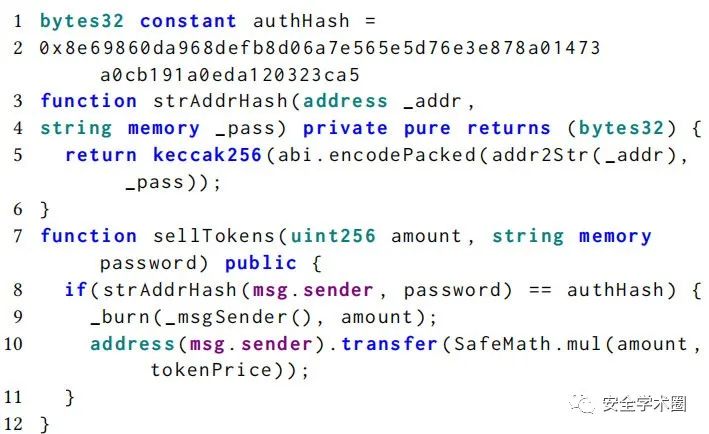 1 bytes32 constant authHash =
2 0x8e69860da968defb8d06a7e565e5d76e3e878a01473
a0cb191a0eda120323ca5
3 function strAddrHash(address _addr,
4 string memory _pass) private pure returns (bytes32) {
5 return keccak256(abi.encodePacked(addr2Str(_addr),
_pass));
6 }
7 function sellTokens(uint256 amount, string memory
password) public {
8 if(strAddrHash(msg.sender, password) == authHash) {
9 _burn(_msgSender(), amount);
10 address(msg.sender).transfer(SafeMath.mul(amount,
tokenPrice));
11 }
12 }
安全学术圈